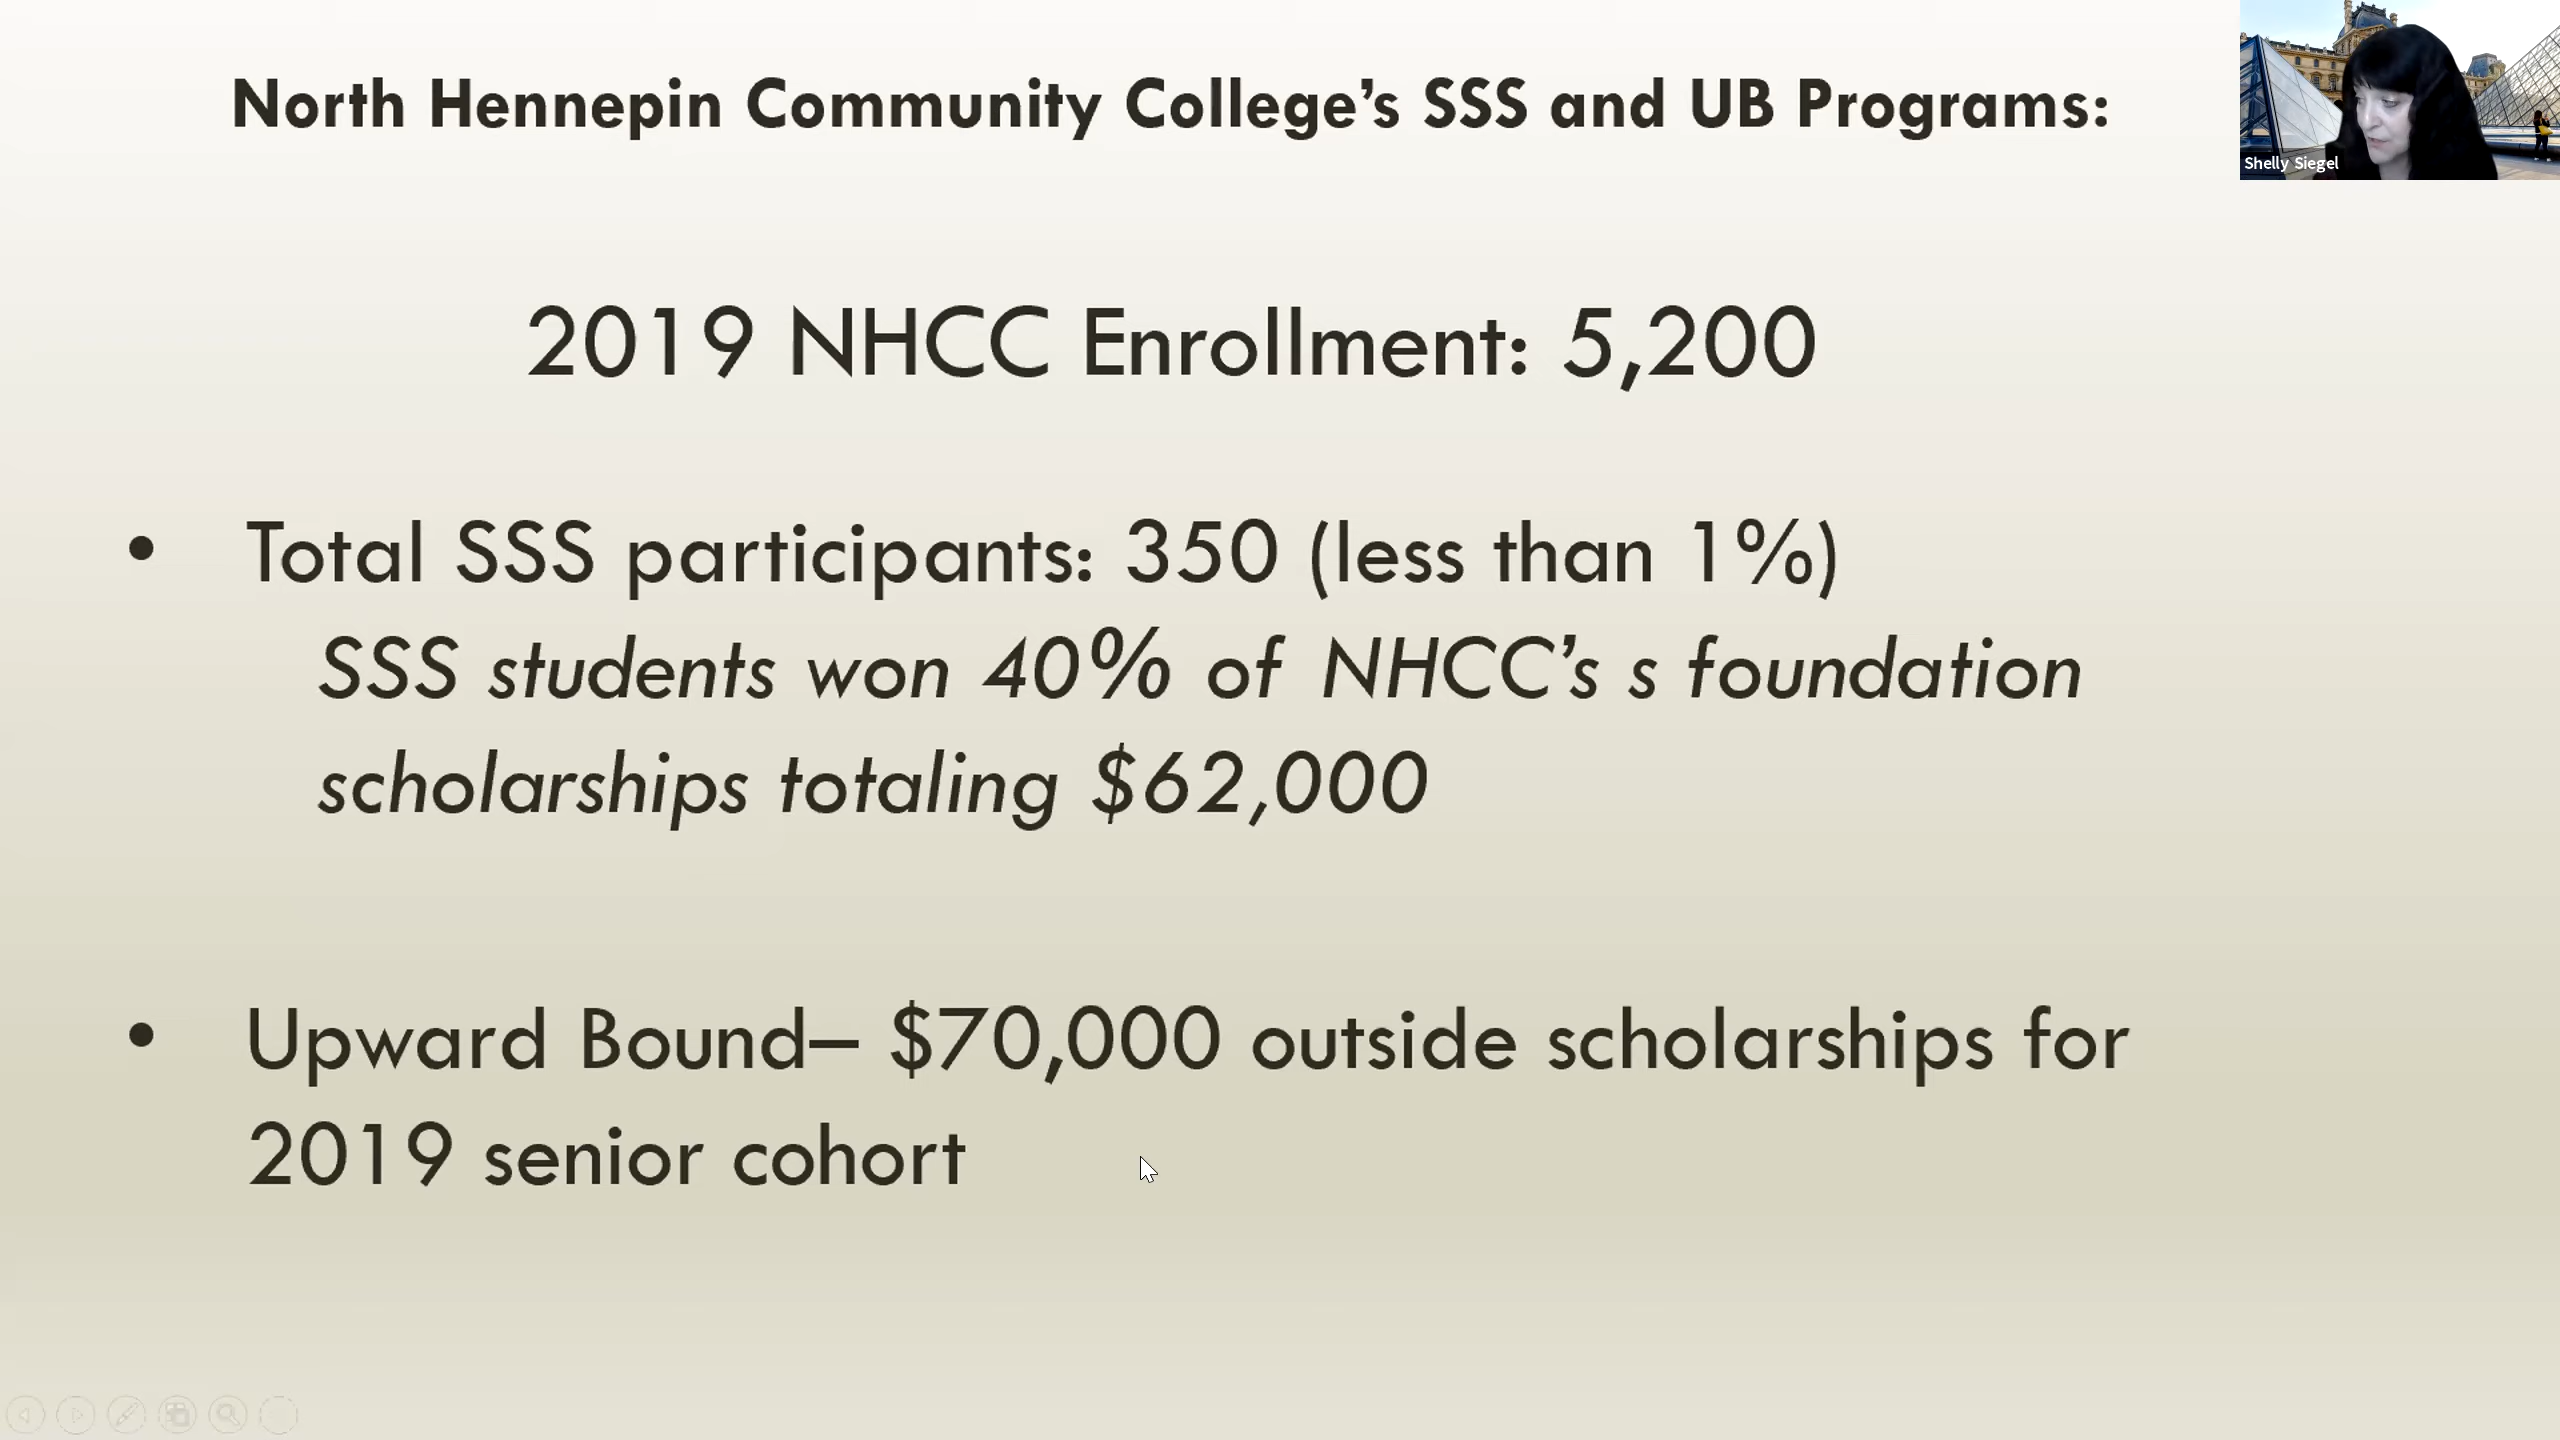 North Hennepin Community College’s SSS and UB Programs:
Shelly Siegel
2019 NHCC Enrollment: 5,200
• Total SSS participants: 350 (less than 1%)
SSS students won 40% of NHCC’s s foundation
scholarships totaling $62,000
• Upward Bound– $70,000 outside scholarships for
2019 senior cohort